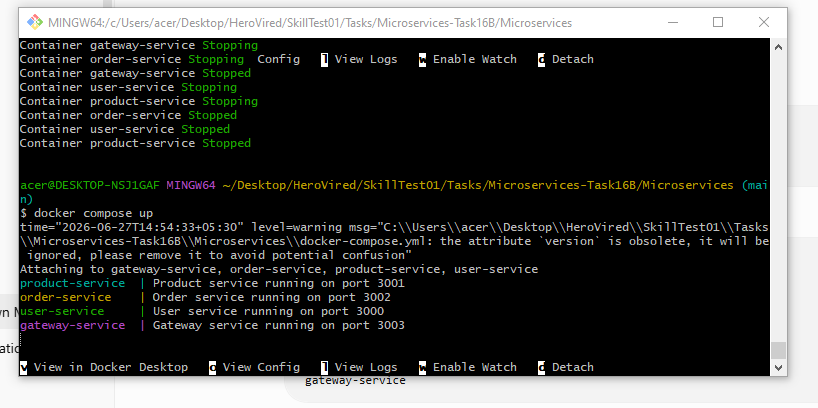 MINGW64:/c/Users/acer/Desktop/HeroVired/SkillTest01/Tasks/Microservices-Task16B/Microservices
Container gateway-service Stopping
Container order-service Stopping  Config   l View Logs   w Enable Watch   d Detach
Container gateway-service Stopped
Container user-service Stopping
Container product-service Stopping
Container order-service Stopped
Container user-service Stopped
Container product-service Stopped
acer@DESKTOP-NSJ1GAF MINGW64 ~/Desktop/HeroVired/SkillTest01/Tasks/Microservices-Task16B/Microservices (mai
n)
$ docker compose up
time="2026-06-27T14:54:33+05:30" level=warning msg="C:\\Users\\acer\\Desktop\\HeroVired\\SkillTest01\\Tasks
\\Microservices-Task16B\\Microservices\\docker-compose.yml: the attribute `version` is obsolete, it will be
 ignored, please remove it to avoid potential confusion"
Attaching to gateway-service, order-service, product-service, user-service
product-service  | Product service running on port 3001
order-service    | Order service running on port 3002
user-service     | User service running on port 3000
gateway-service  | Gateway service running on port 3003
v View in Docker Desktop   o View Config   l View Logs   w Enable Watch   d Detach
gateway-service